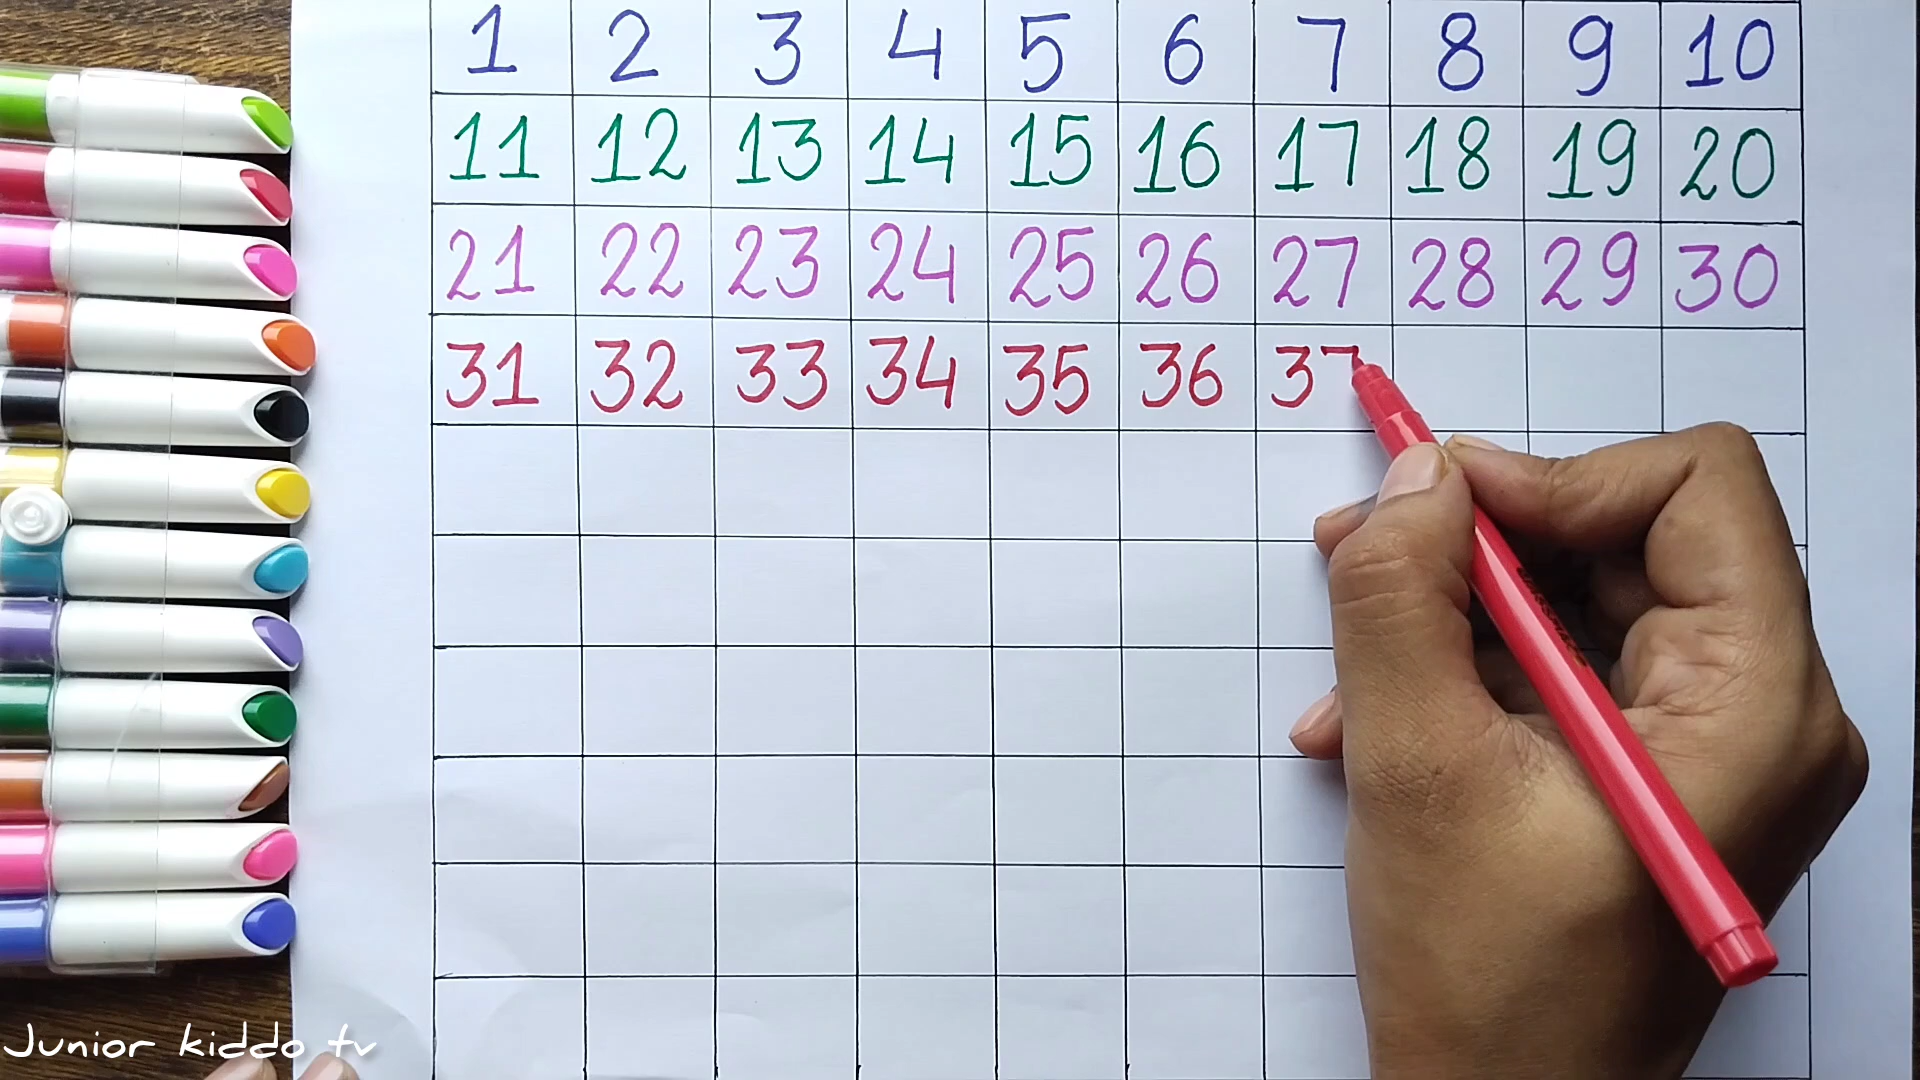 1 2 3 4 5 6 7 8 9 10
11 12 13 14 15 16 17 18 19 20
21 22 23 24 25 26 27 28 29 30
31 32 33 34 35 36 37
Junior kiddo tv